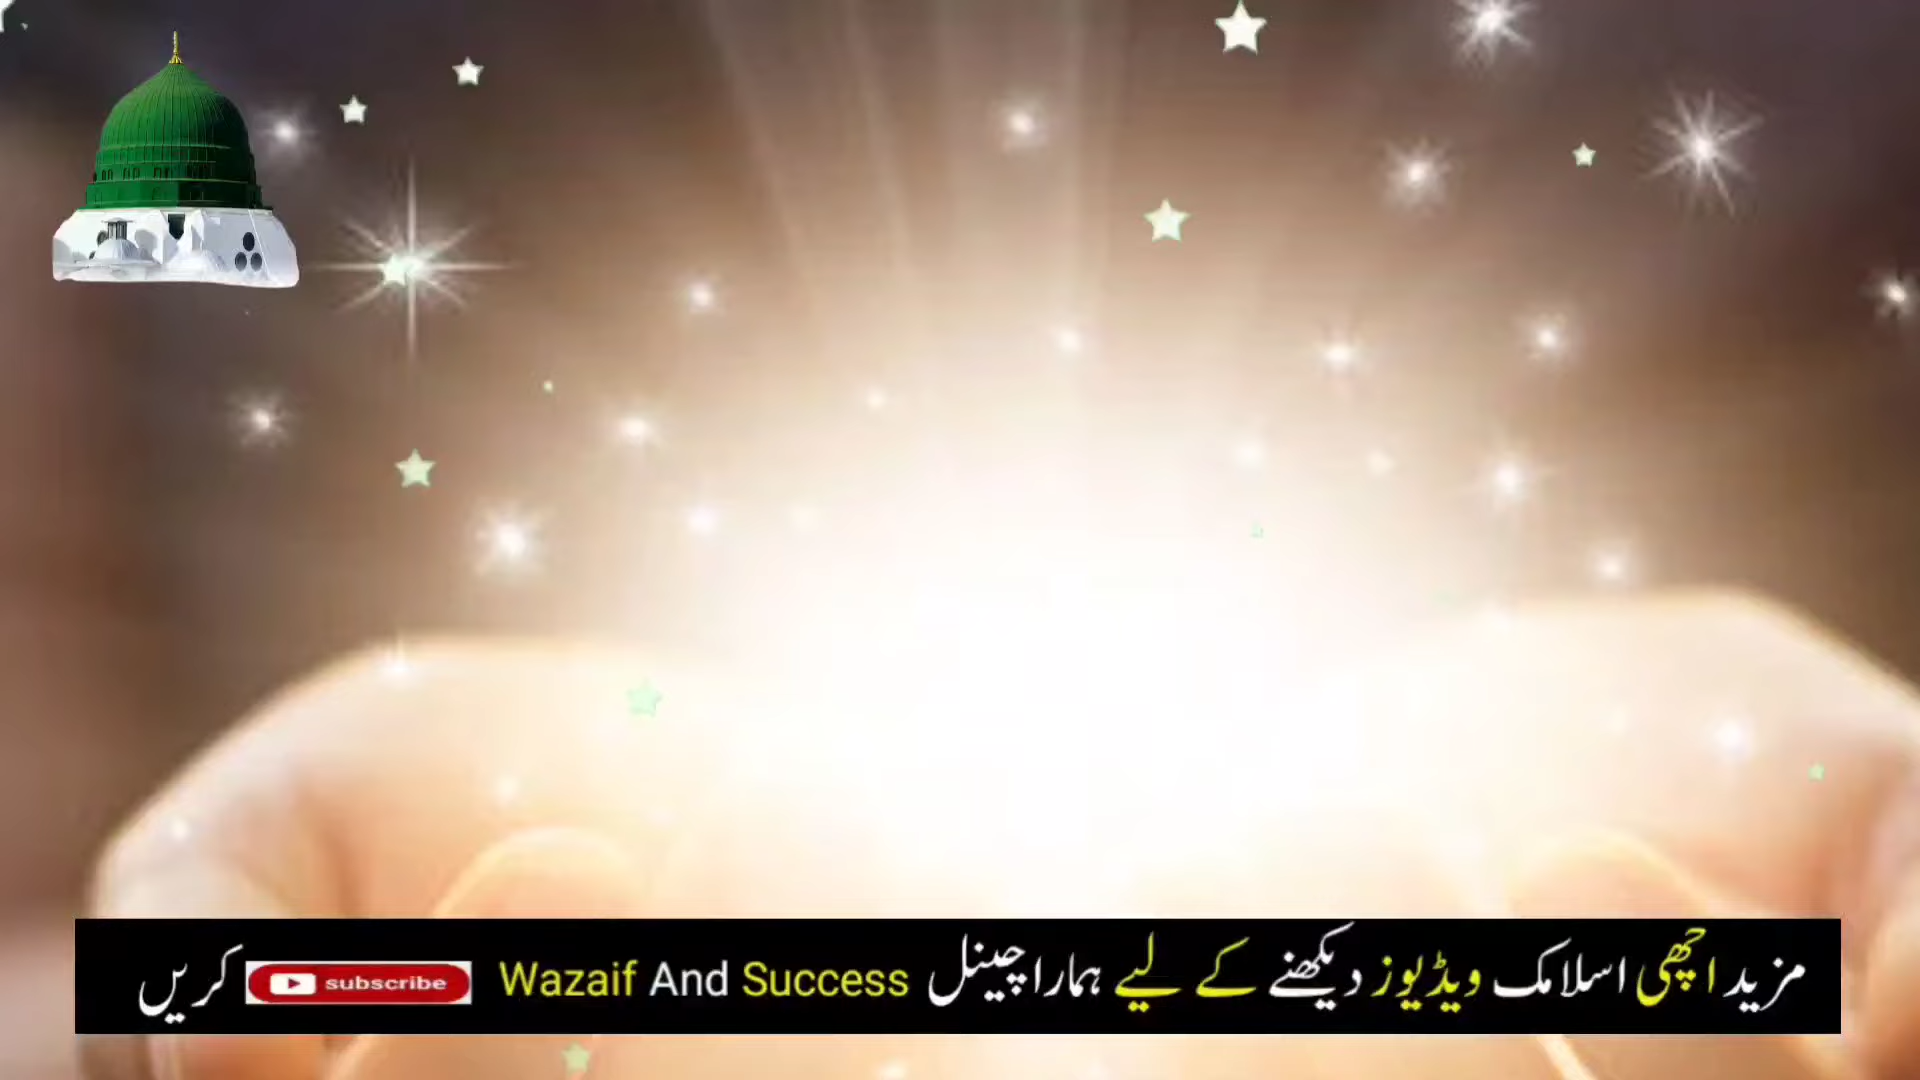 مزید اچھی اسلامک ویڈیوز دیکھنے کے لیے ہمارا چینل Wazaif And Success subscribe کریں